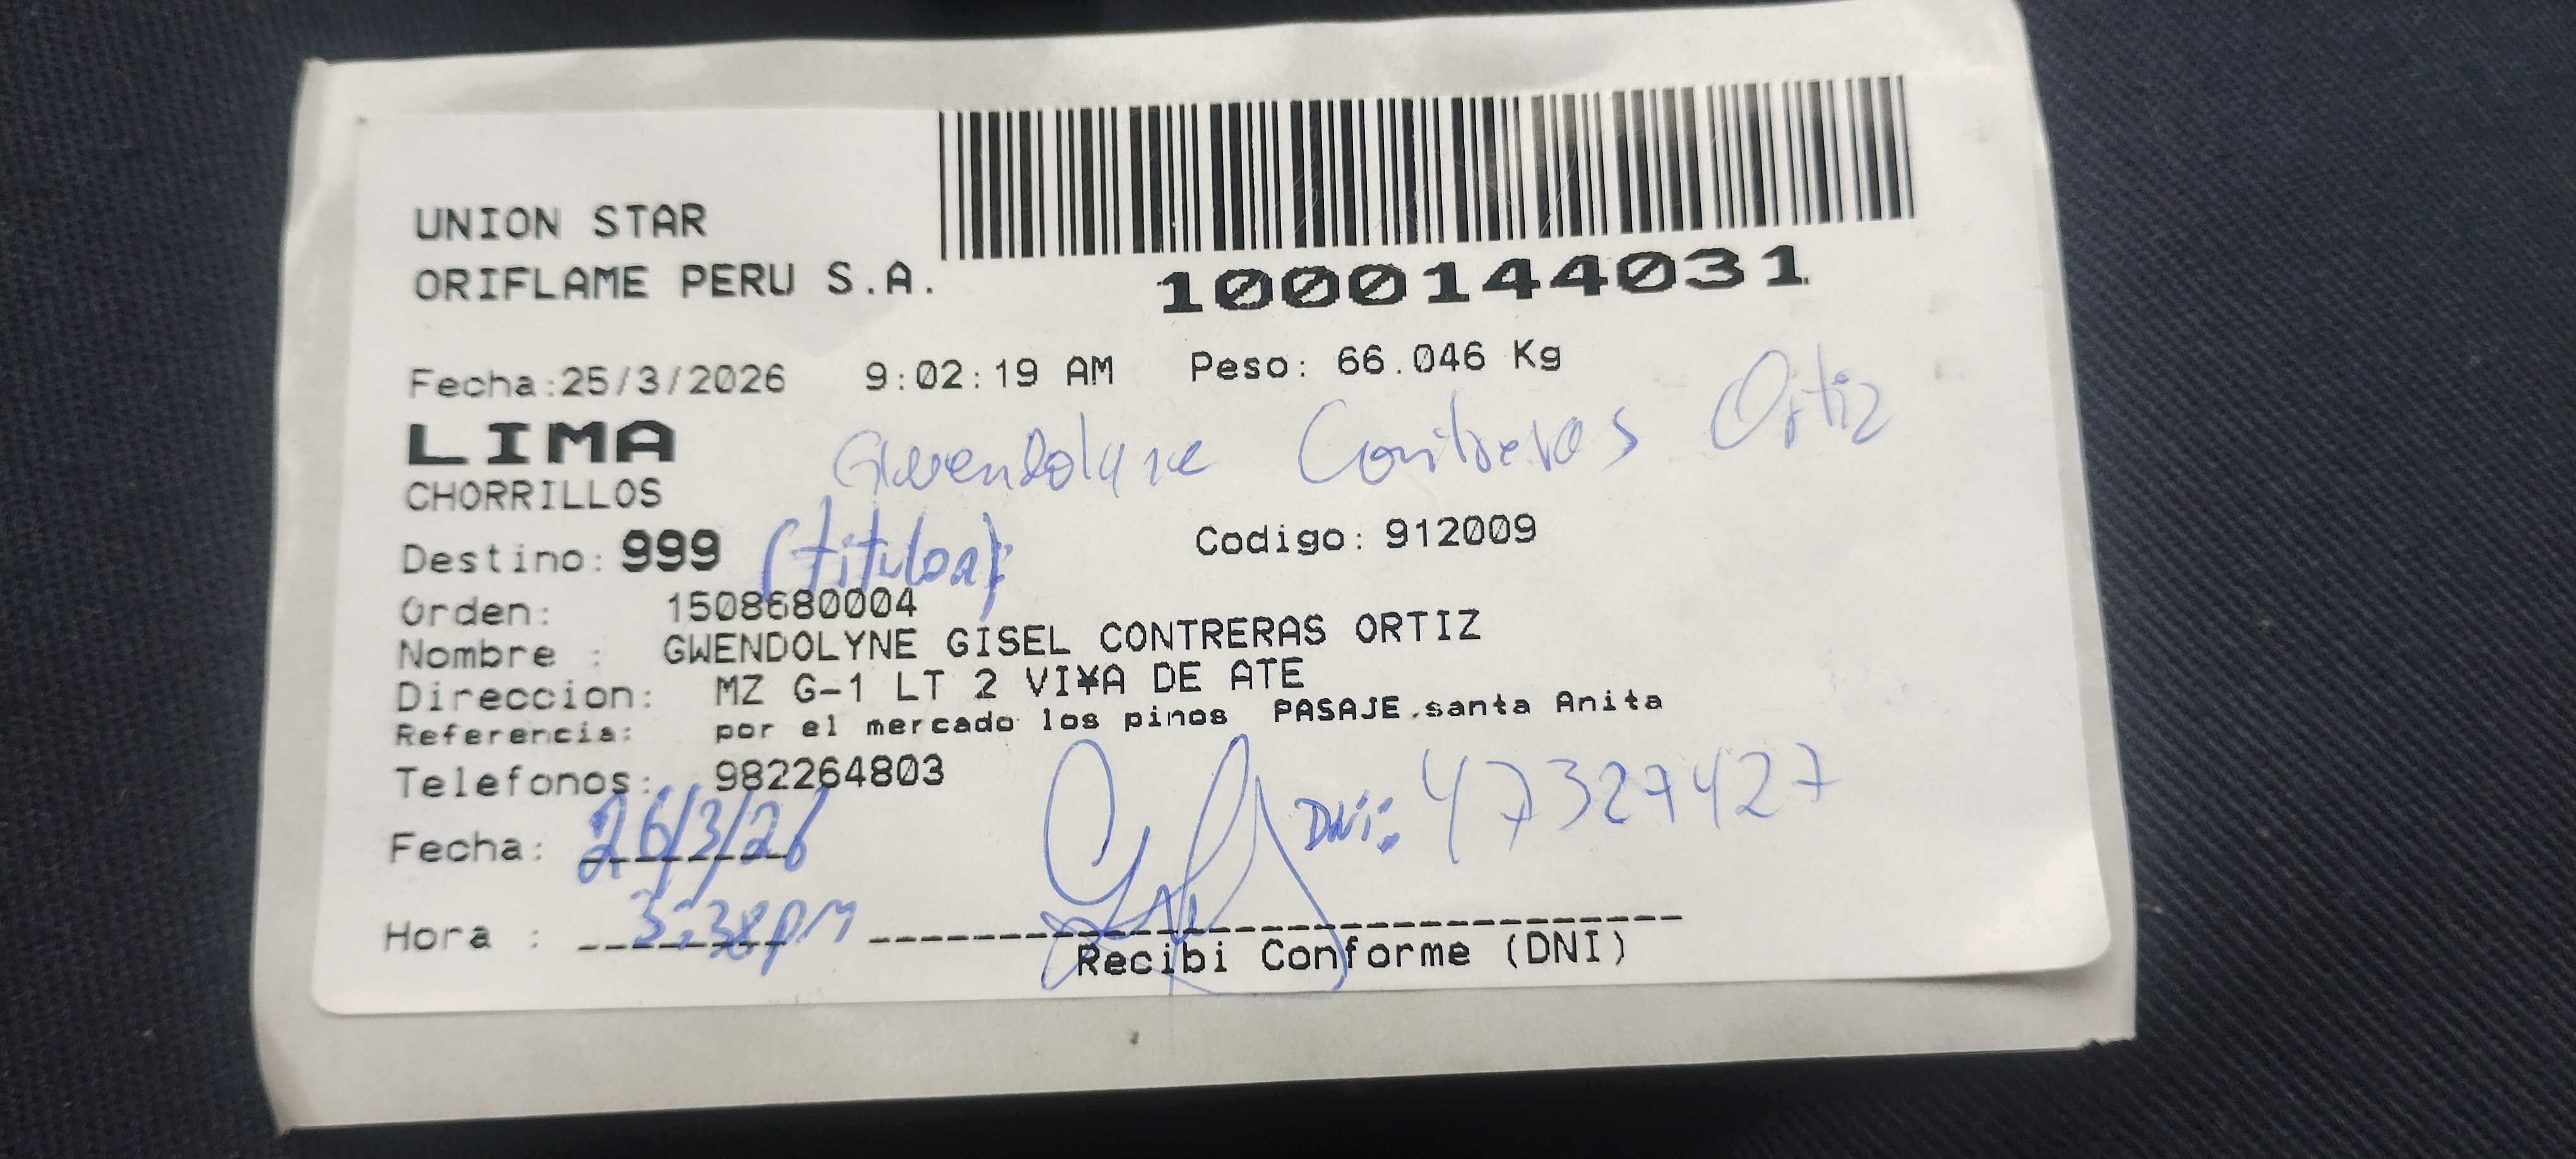 UNION STAR
ORIFLAME PERU S.A.
1000144031
Fecha:25/3/2026 9:02:19 AM Peso: 66.046 Kg
LIMA
Gwendolyne Contreras Ortiz
CHORRILLOS
Destino: 999 (titular) Codigo: 912009
Orden: 1508680004
Nombre : GWENDOLYNE GISEL CONTRERAS ORTIZ
Direccion: MZ G-1 LT 2 VI¥A DE ATE
Referencia: por el mercado los pinos PASAJE.santa Anita
Telefonos: 982264803
DNI: 47327427
Fecha: 26/3/26
Hora : 3:38pm
Recibi Conforme (DNI)